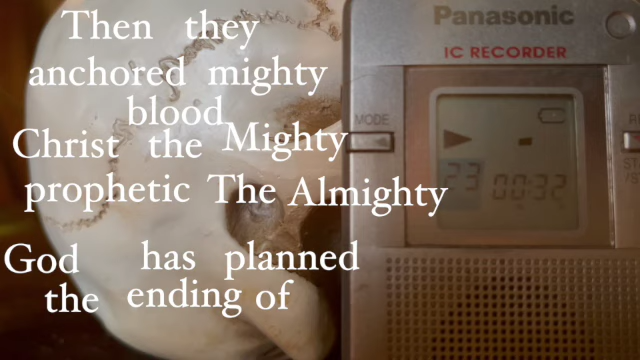 Then they
anchored mighty
blood
Christ the Mighty
prophetic The Almighty
God has planned
the ending of
Panasonic
IC RECORDER
MODE
23 00:32